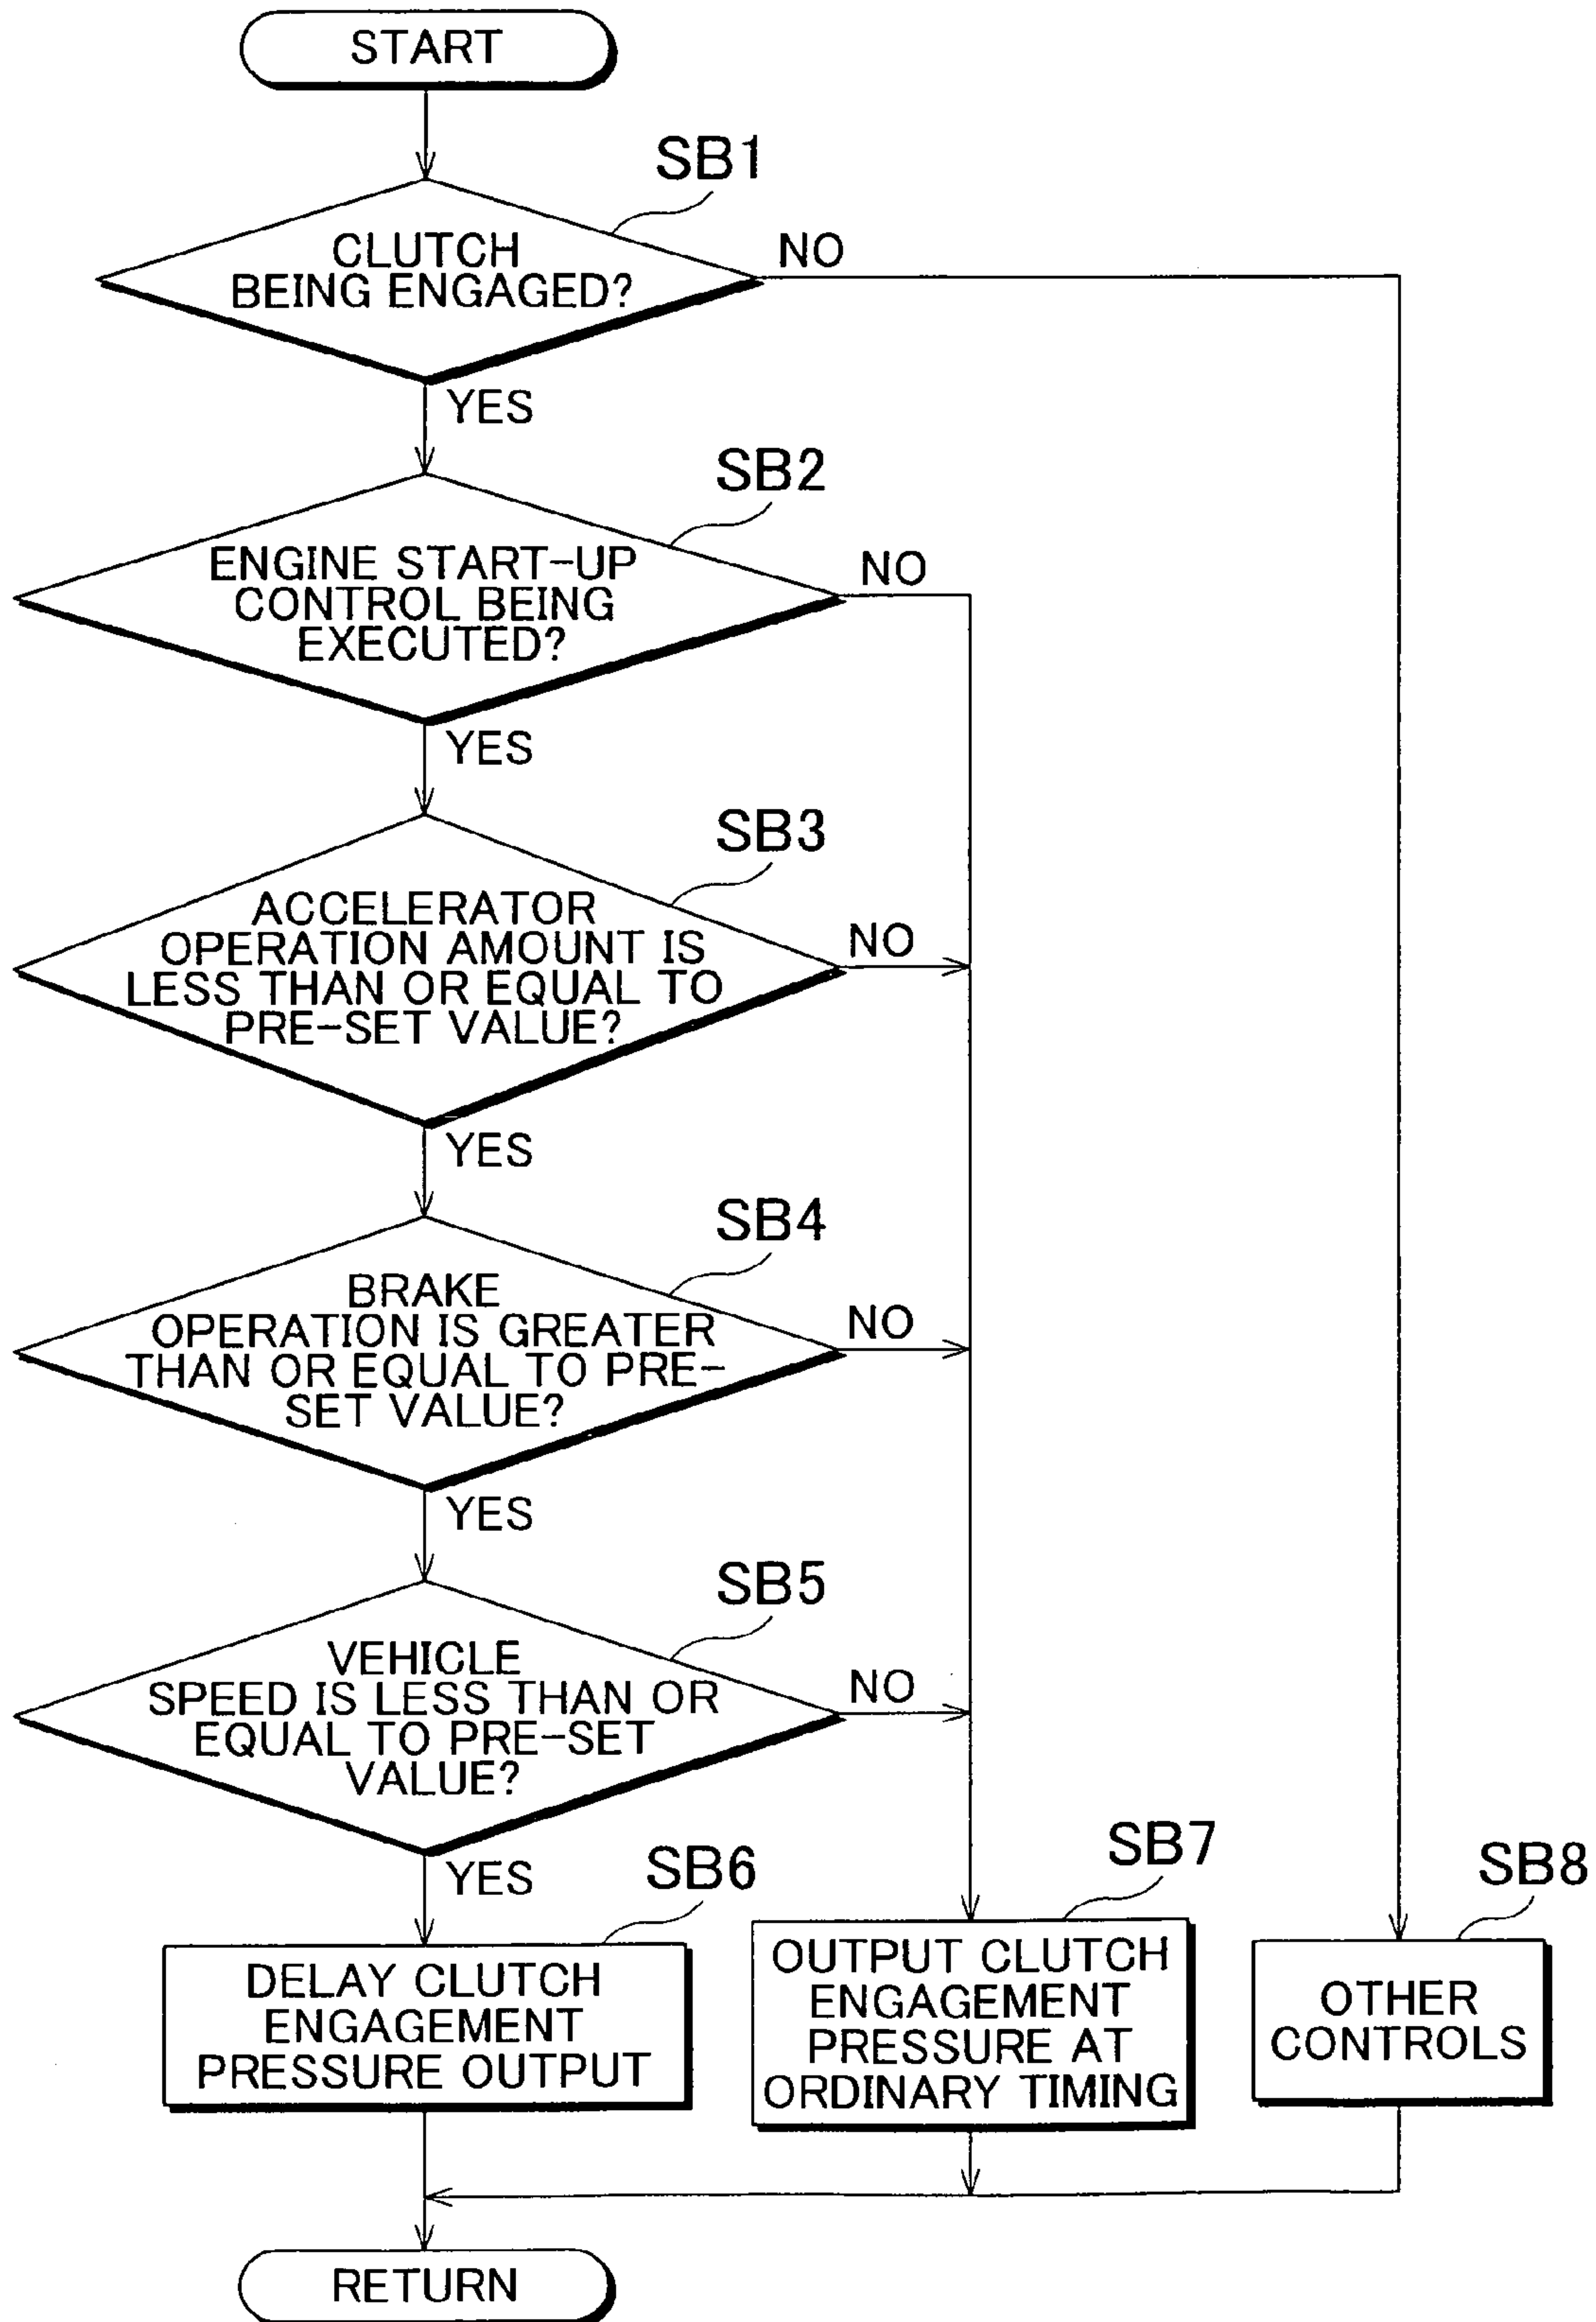 START
SB1
CLUTCH
BEING ENGAGED?
NO
YES
SB2
ENGINE START-UP
CONTROL BEING
EXECUTED?
NO
YES
SB3
ACCELERATOR
OPERATION AMOUNT IS
LESS THAN OR EQUAL TO
PRE-SET VALUE?
NO
YES
SB4
BRAKE
OPERATION IS GREATER
THAN OR EQUAL TO PRE-
SET VALUE?
NO
YES
SB5
VEHICLE
SPEED IS LESS THAN OR
EQUAL TO PRE-SET
VALUE?
NO
YES
SB6
DELAY CLUTCH
ENGAGEMENT
PRESSURE OUTPUT
SB7
OUTPUT CLUTCH
ENGAGEMENT
PRESSURE AT
ORDINARY TIMING
SB8
OTHER
CONTROLS
RETURN